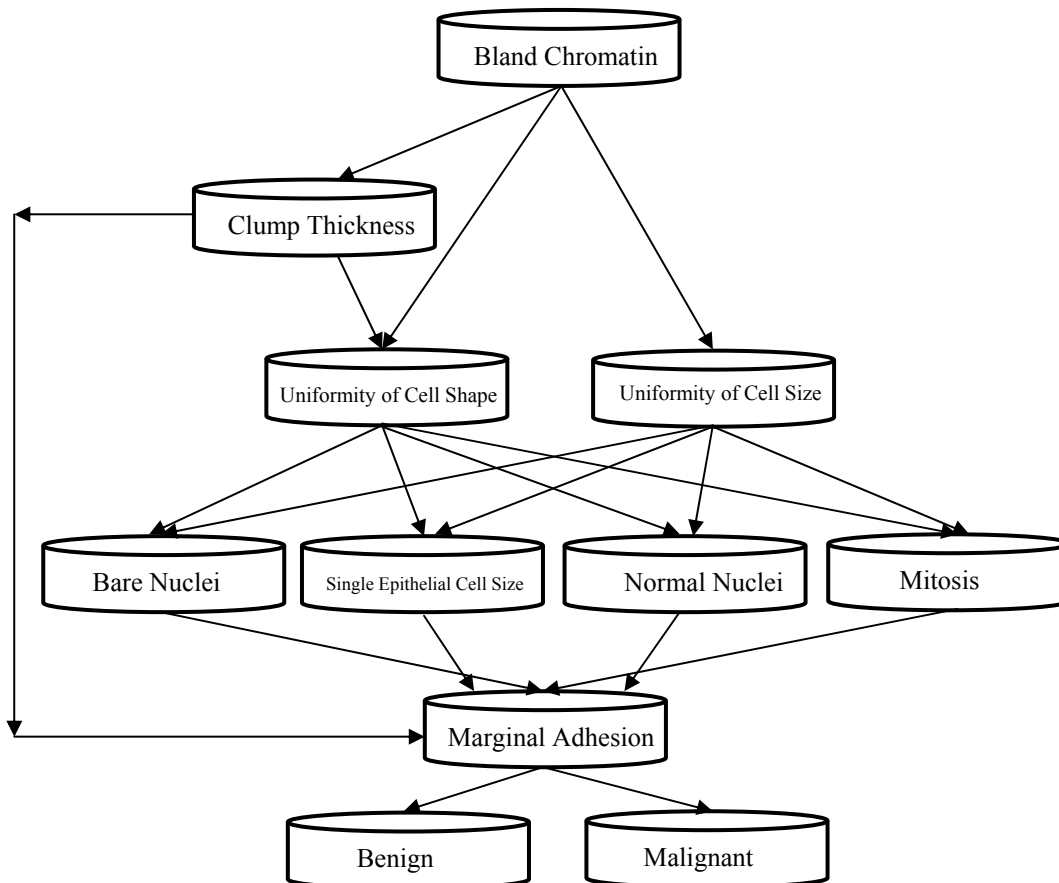 Bland Chromatin
Clump Thickness
Uniformity of Cell Shape
Uniformity of Cell Size
Bare Nuclei
Single Epithelial Cell Size
Normal Nuclei
Mitosis
Marginal Adhesion
Benign
Malignant